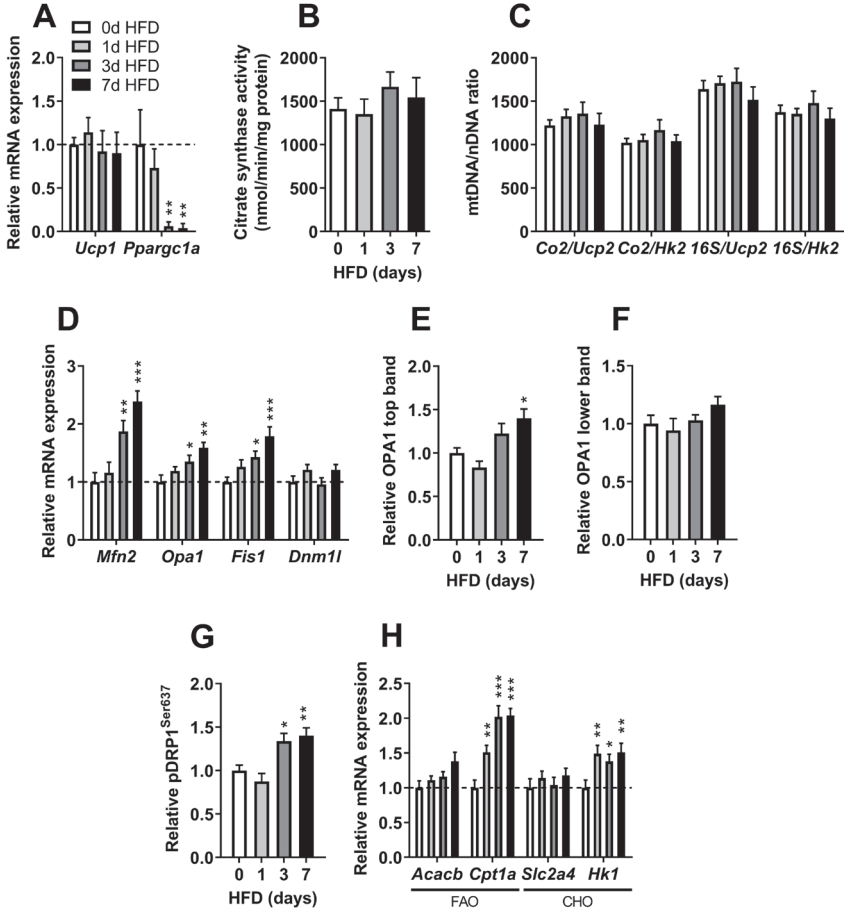 A
0d HFD
1d HFD
3d HFD
7d HFD
Relative mRNA expression
2.0
1.5
1.0
0.5
0.0
** **
Ucp1 Ppargc1a
B
Citrate synthase activity
(nmol/min/mg protein)
2000
1500
1000
500
0
0 1 3 7
HFD (days)
C
mtDNA/nDNA ratio
2000
1500
1000
500
0
Co2/Ucp2 Co2/Hk2 16S/Ucp2 16S/Hk2
D
Relative mRNA expression
3
2
1
0
** *** * ** * ***
Mfn2 Opa1 Fis1 Dnm1l
E
Relative OPA1 top band
2.0
1.5
1.0
0.5
0.0
*
0 1 3 7
HFD (days)
F
Relative OPA1 lower band
1.5
1.0
0.5
0.0
0 1 3 7
HFD (days)
G
Relative pDRP1Ser637
2.0
1.5
1.0
0.5
0.0
* **
0 1 3 7
HFD (days)
H
Relative mRNA expression
2.5
2.0
1.5
1.0
0.5
0.0
** *** *** ** * **
Acacb Cpt1a Slc2a4 Hk1
FAO CHO